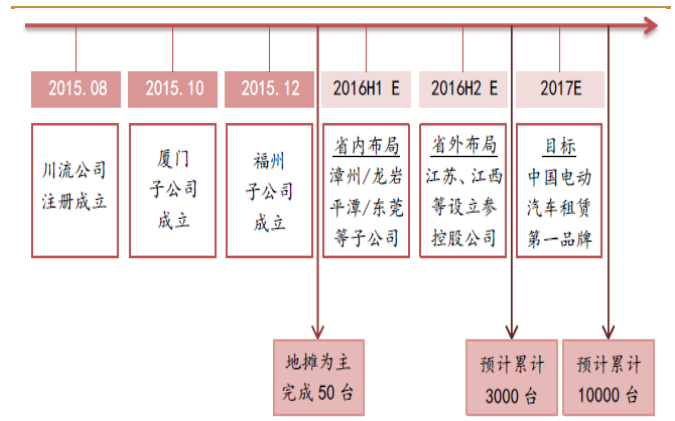 2015.08
2015.10
2015.12
2016H1 E
2016H2 E
2017E
川流公司
注册成立
厦门
子公司
成立
福州
子公司
成立
省内布局
漳州/龙岩
平潭/东莞
等子公司
省外布局
江苏、江西
等设立参
控股公司
目标
中国电动
汽车租赁
第一品牌
地摊为主
完成50台
预计累计
3000台
预计累计
10000台